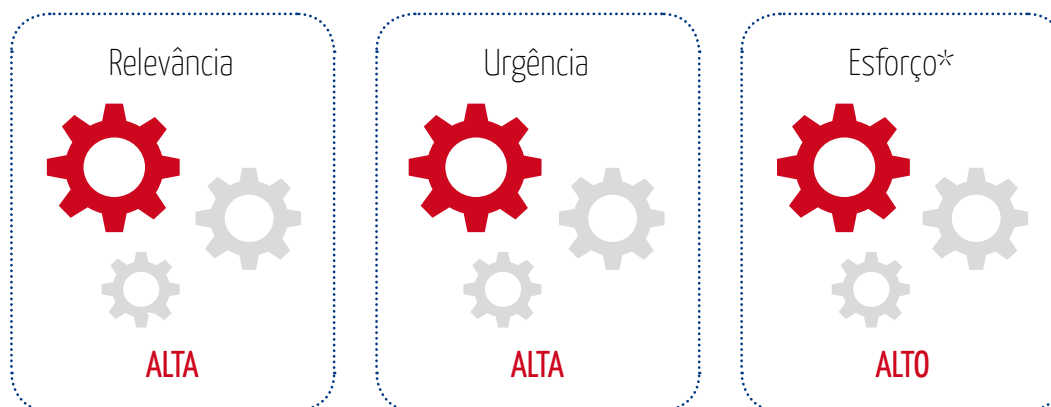 Relevância
Urgência
Esforço*
ALTA
ALTA
ALTO